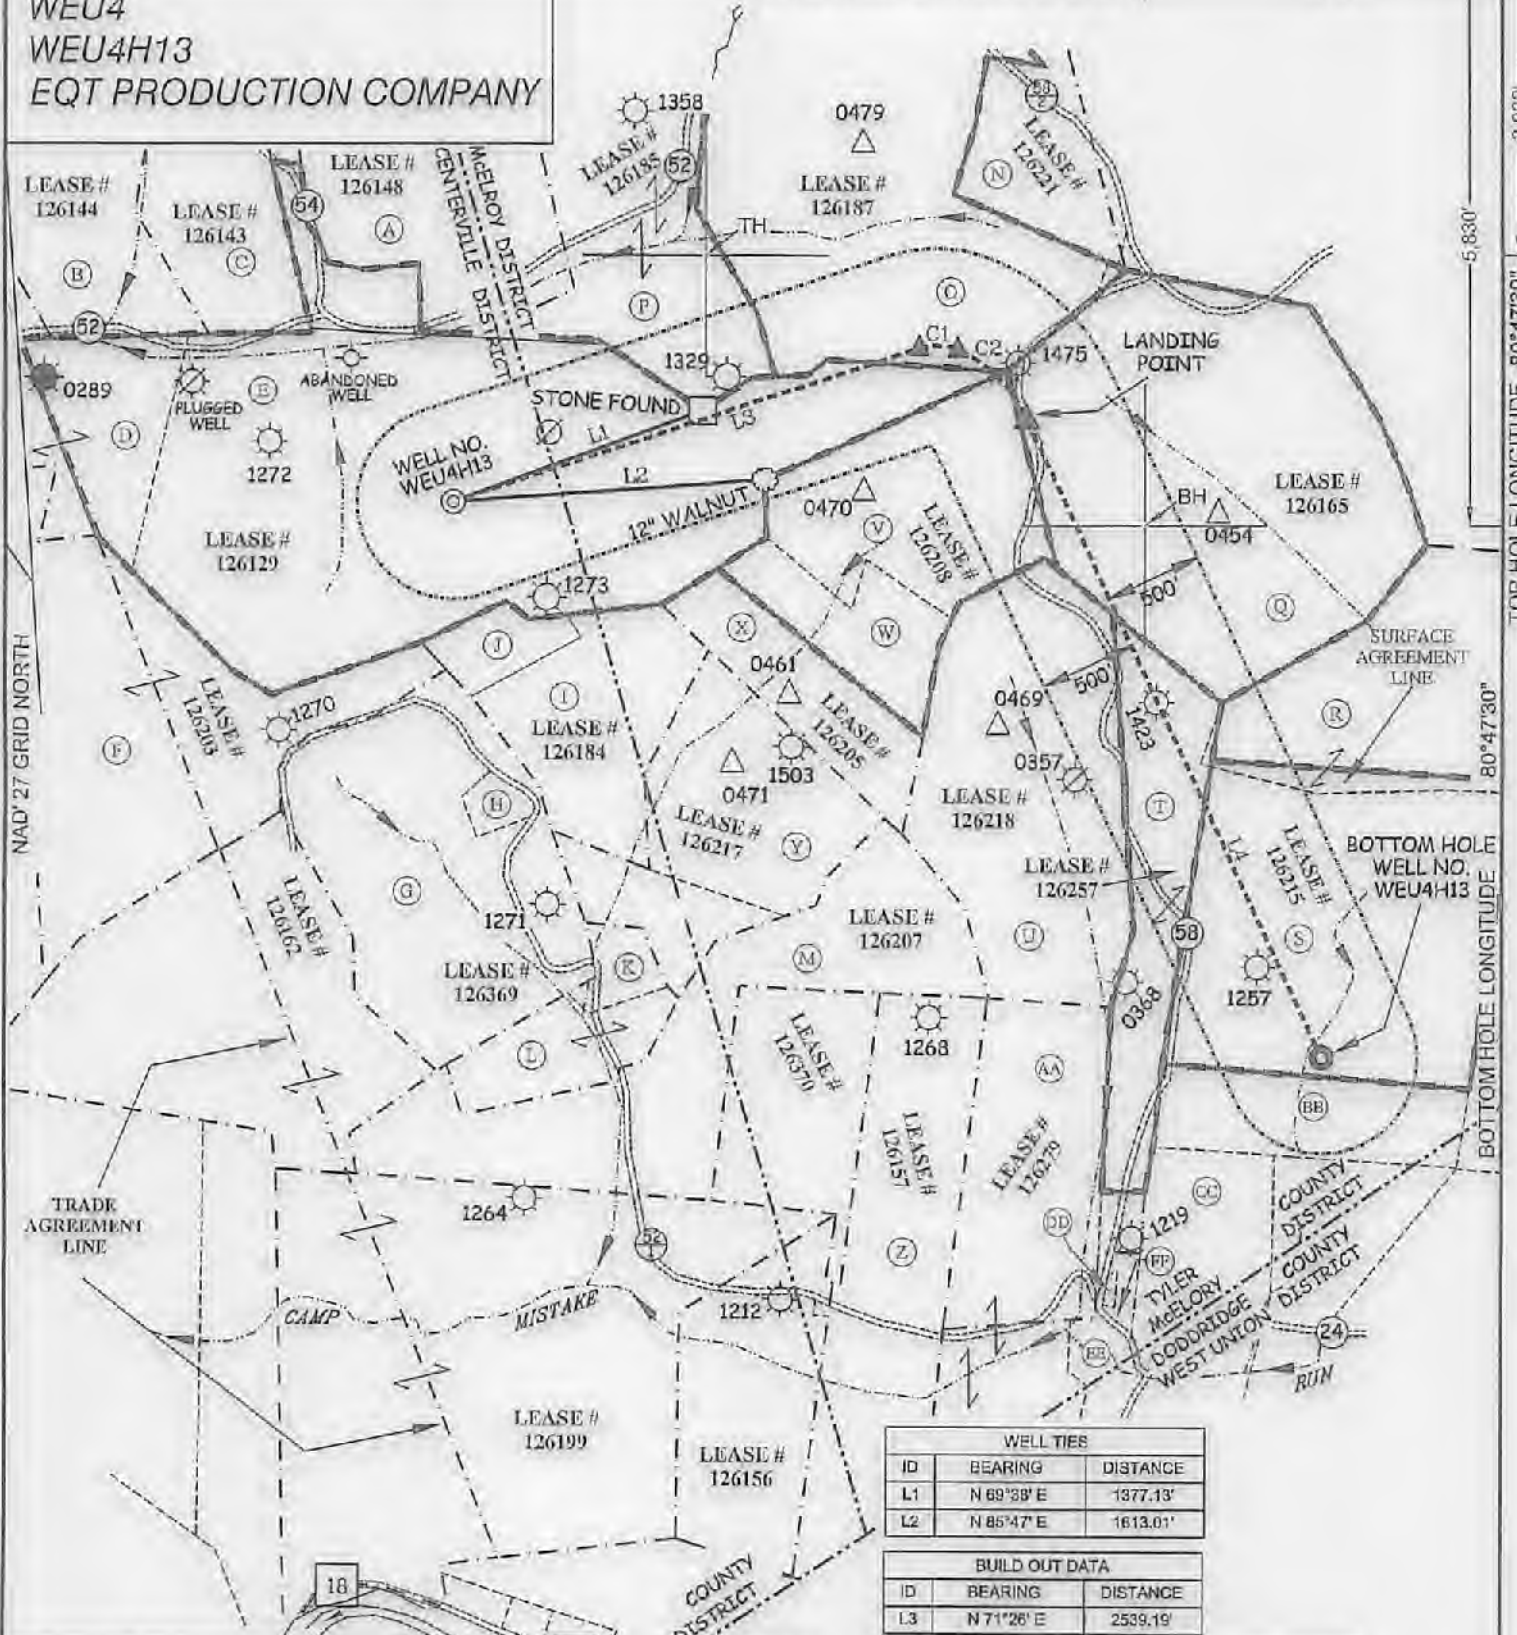 WEU4
WEU4H13
EQT PRODUCTION COMPANY
1358
0479
58
2
LEASE #
126221
N
LEASE #
126144
LEASE #
126143
LEASE #
126148
McELROY DISTRICT
CENTERVILLE DISTRICT
LEASE #
126185
52
LEASE #
126187
54
A
B
C
TH
5,830'
P
O
52
1329
C1
C2
1475
LANDING
POINT
0289
PLUGGED
WELL
E
ABANDONED
WELL
STONE FOUND
L3
L1
D
1272
WELL NO.
WEU4H13
L2
12" WALNUT
0470
V
LEASE #
126208
BH
0454
LEASE #
126165
LEASE #
126129
1273
500'
Q
J
X
W
SURFACE
AGREEMENT
LINE
NAD' 27 GRID NORTH
LEASE #
126203
1270
I
LEASE #
126184
0461
LEASE #
126205
0469
500'
1423
R
F
0471
1503
0357
80°47'30"
H
LEASE #
126217
Y
LEASE #
126218
T
L4
LEASE #
126215
BOTTOM HOLE
WELL NO.
WEU4H13
LEASE #
126257
LEASE #
126162
G
1271
LEASE #
126207
U
58
S
LEASE #
126369
K
M
0368
1257
BOTTOM HOLE LONGITUDE
L
LEASE #
126370
1268
AA
BB
LEASE #
126157
LEASE #
126279
TRADE
AGREEMENT
LINE
1264
52
1
Z
DD
CC
1219
FF
COUNTY
DISTRICT
COUNTY
DISTRICT
TYLER
McELORY
DODDRIDGE
WEST UNION
CAMP
MISTAKE
1212
EE
24
RUN
LEASE #
126199
LEASE #
126156
WELL TIES
ID BEARING DISTANCE
L1 N 69°38' E 1377.13'
L2 N 85°47' E 1613.01'
BUILD OUT DATA
ID BEARING DISTANCE
L3 N 71°26' E 2539.19'
18
COUNTY
DISTRICT